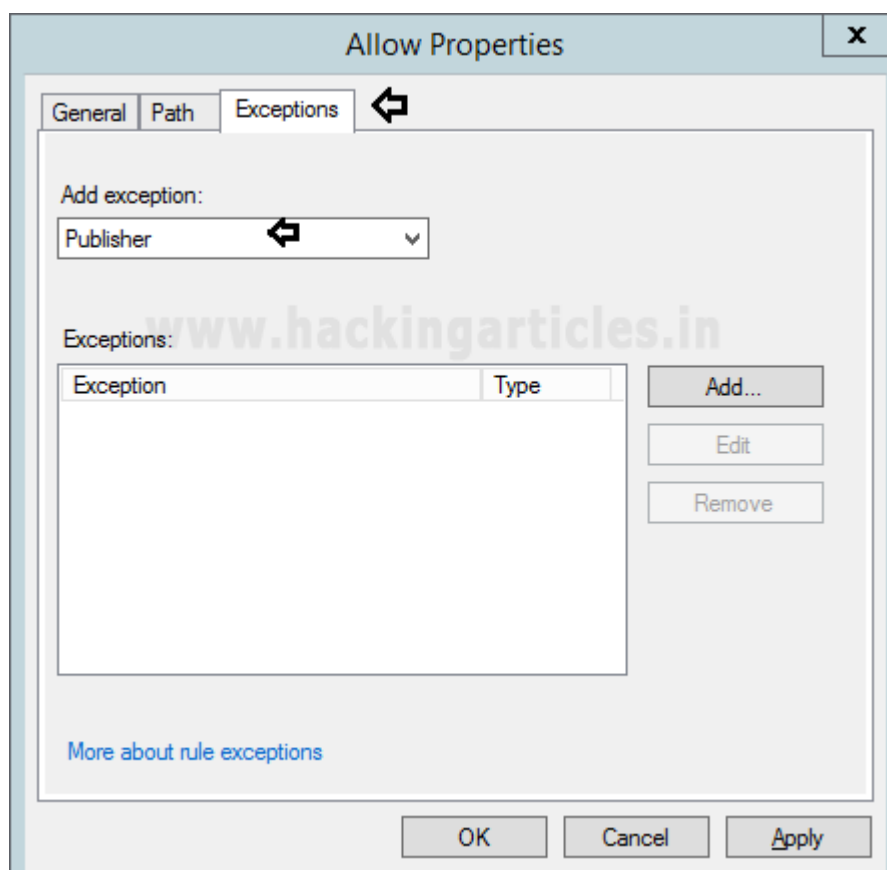 Allow Properties
x
General Path Exceptions
Add exception:
Publisher
www.hackingarticles.in
Exceptions:
Exception Type
Add...
Edit
Remove
More about rule exceptions
OK Cancel Apply